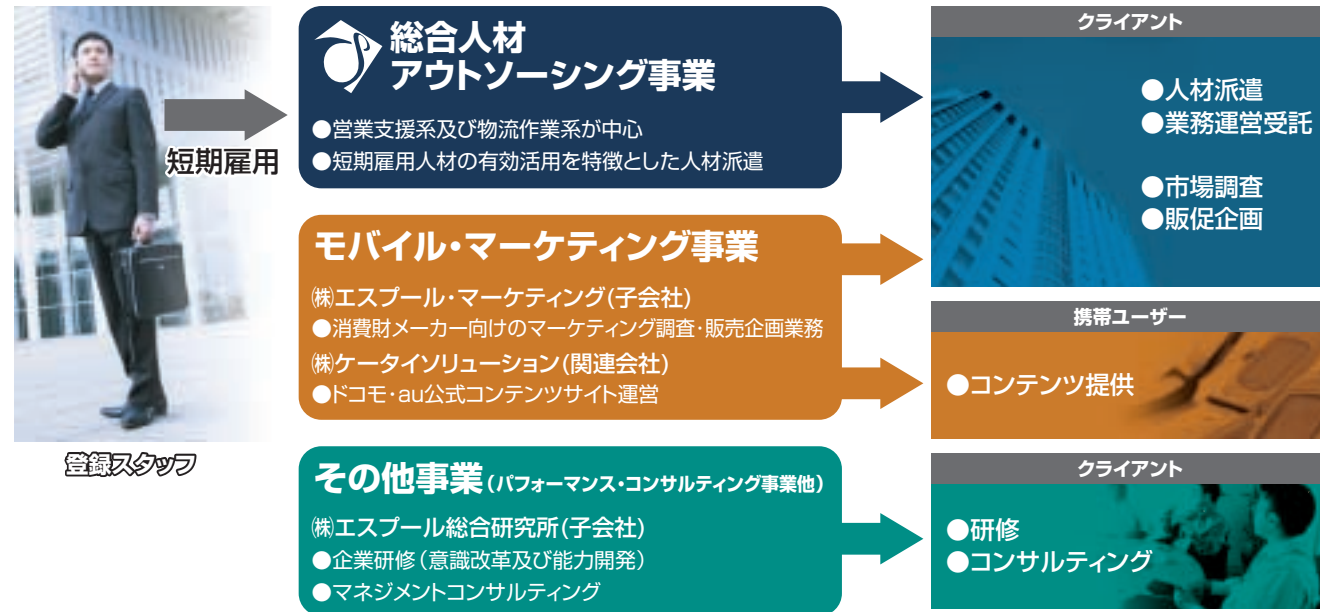 短期雇用
登録スタッフ
総合人材
アウトソーシング事業
●営業支援系及び物流作業系が中心
●短期雇用人材の有効活用を特徴とした人材派遣
モバイル・マーケティング事業
㈱エスプール・マーケティング(子会社)
●消費財メーカー向けのマーケティング調査・販売企画業務
㈱ケータイソリューション(関連会社)
●ドコモ・au公式コンテンツサイト運営
その他事業(パフォーマンス・コンサルティング事業他)
㈱エスプール総合研究所(子会社)
●企業研修(意識改革及び能力開発)
●マネジメントコンサルティング
クライアント
●人材派遣
●業務運営受託
●市場調査
●販促企画
携帯ユーザー
●コンテンツ提供
クライアント
●研修
●コンサルティング